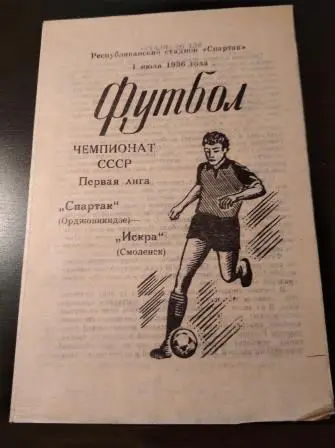 Республиканский стадион «Спартак»
1 июля 1986 года
Футбол
ЧЕМПИОНАТ
СССР
Первая лига
„Спартак“
(Орджоникидзе)—
„Искра“
(Смоленск)